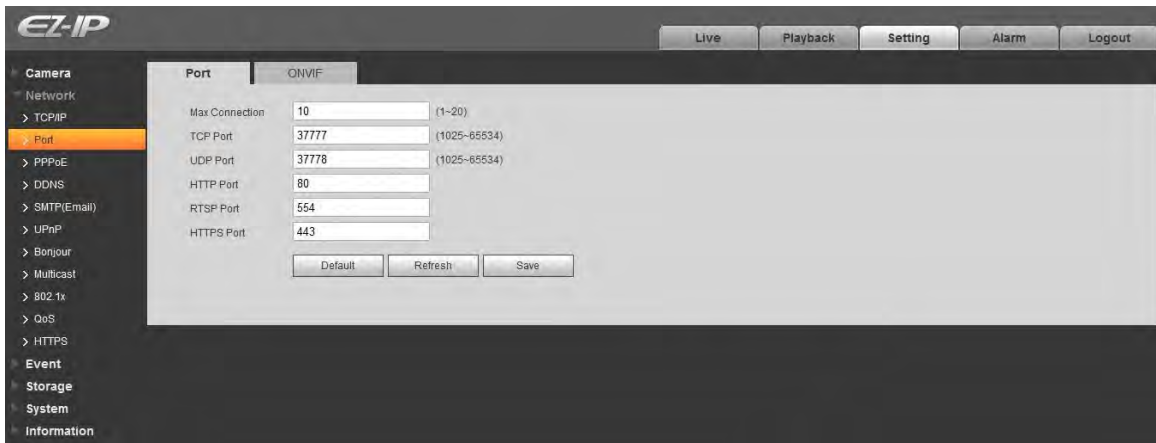 EZ-IP
Live Playback Setting Alarm Logout
Camera
Network
> TCP/IP
> Port
> PPPoE
> DDNS
> SMTP(Email)
> UPnP
> Bonjour
> Multicast
> 802.1x
> QoS
> HTTPS
Event
Storage
System
Information
Port ONVIF
Max Connection 10 (1~20)
TCP Port 37777 (1025~65534)
UDP Port 37778 (1025~65534)
HTTP Port 80
RTSP Port 554
HTTPS Port 443
Default Refresh Save